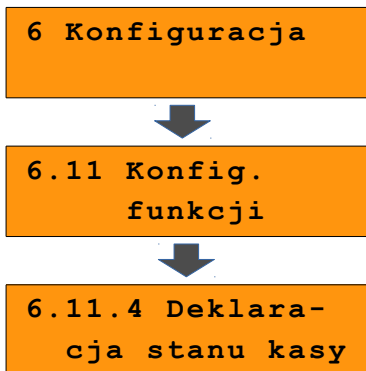 6 Konfiguracja
6.11 Konfig.
funkcji
6.11.4 Deklara-
cja stanu kasy